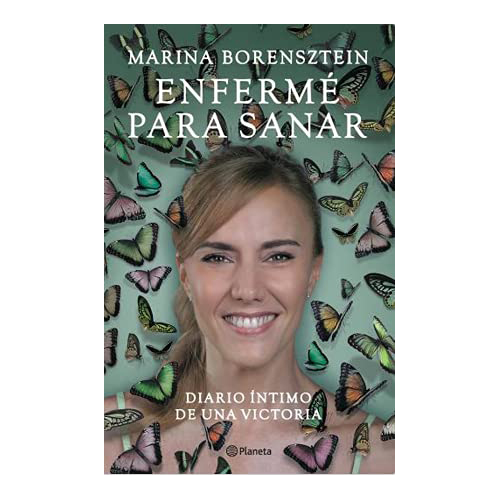 MARINA BORENSZTEIN
ENFERMÉ
PARA SANAR
DIARIO ÍNTIMO
DE UNA VICTORIA
Planeta